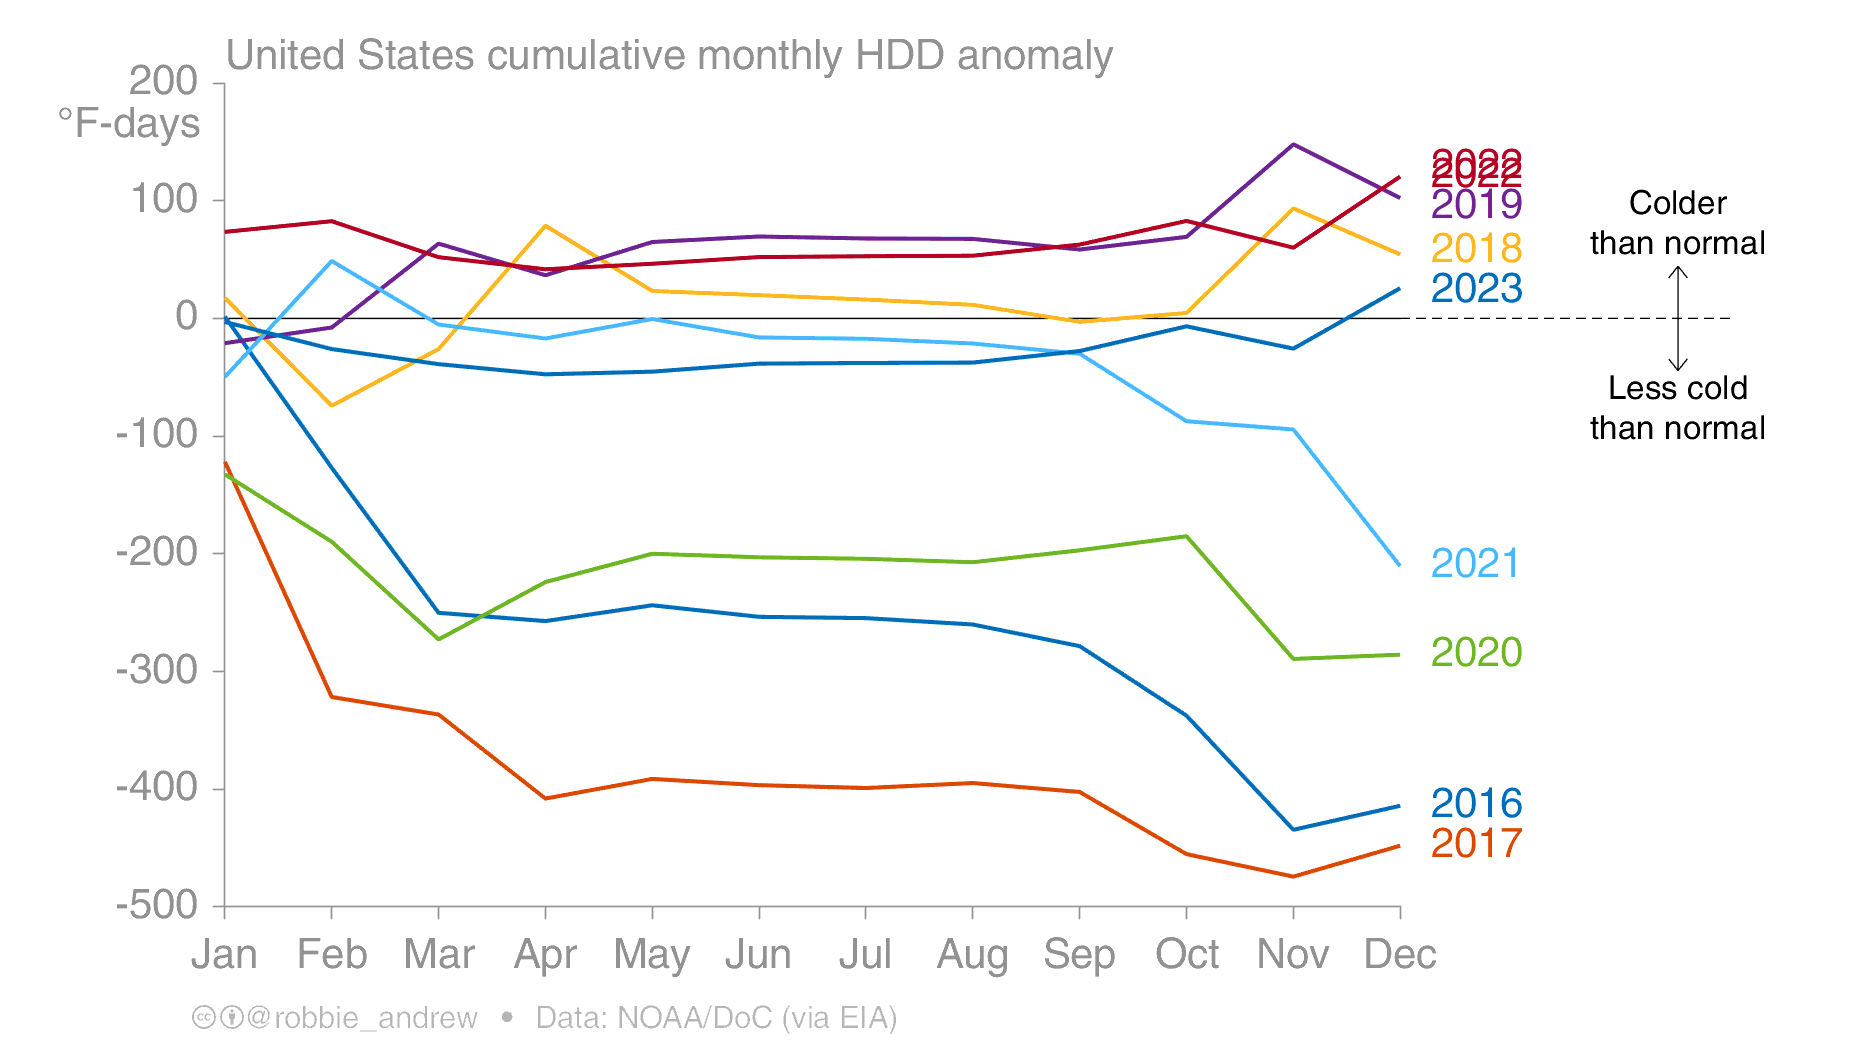 United States cumulative monthly HDD anomaly
200
°F-days
100
0
-100
-200
-300
-400
-500
2022
2022
2019
2018
2023
2021
2020
2016
2017
Colder
than normal
Less cold
than normal
Jan Feb Mar Apr May Jun Jul Aug Sep Oct Nov Dec
cc @robbie_andrew • Data: NOAA/DoC (via EIA)